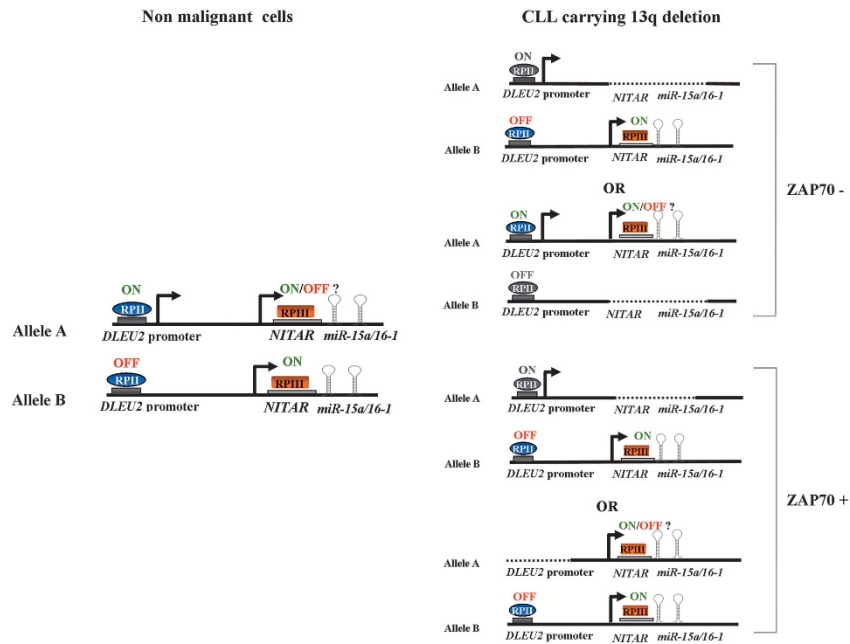 Non malignant cells
ON
RPII
ON/OFF ?
RPIII
Allele A
DLEU2 promoter
NITAR miR-15a/16-1
OFF
RPII
ON
RPIII
Allele B
DLEU2 promoter
NITAR miR-15a/16-1
CLL carrying 13q deletion
ON
RPII
Allele A
DLEU2 promoter NITAR miR-15a/16-1
OFF
RPII
ON
RPIII
Allele B
DLEU2 promoter NITAR miR-15a/16-1
OR
ON
RPII
ON/OFF ?
RPIII
Allele A
DLEU2 promoter NITAR miR-15a/16-1
OFF
RPII
Allele B
DLEU2 promoter NITAR miR-15a/16-1
ZAP70 -
ON
RPII
Allele A
DLEU2 promoter NITAR miR-15a/16-1
OFF
RPII
ON
RPIII
Allele B
DLEU2 promoter NITAR miR-15a/16-1
OR
ON/OFF ?
RPIII
Allele A
DLEU2 promoter NITAR miR-15a/16-1
OFF
RPII
ON
RPIII
Allele B
DLEU2 promoter NITAR miR-15a/16-1
ZAP70 +